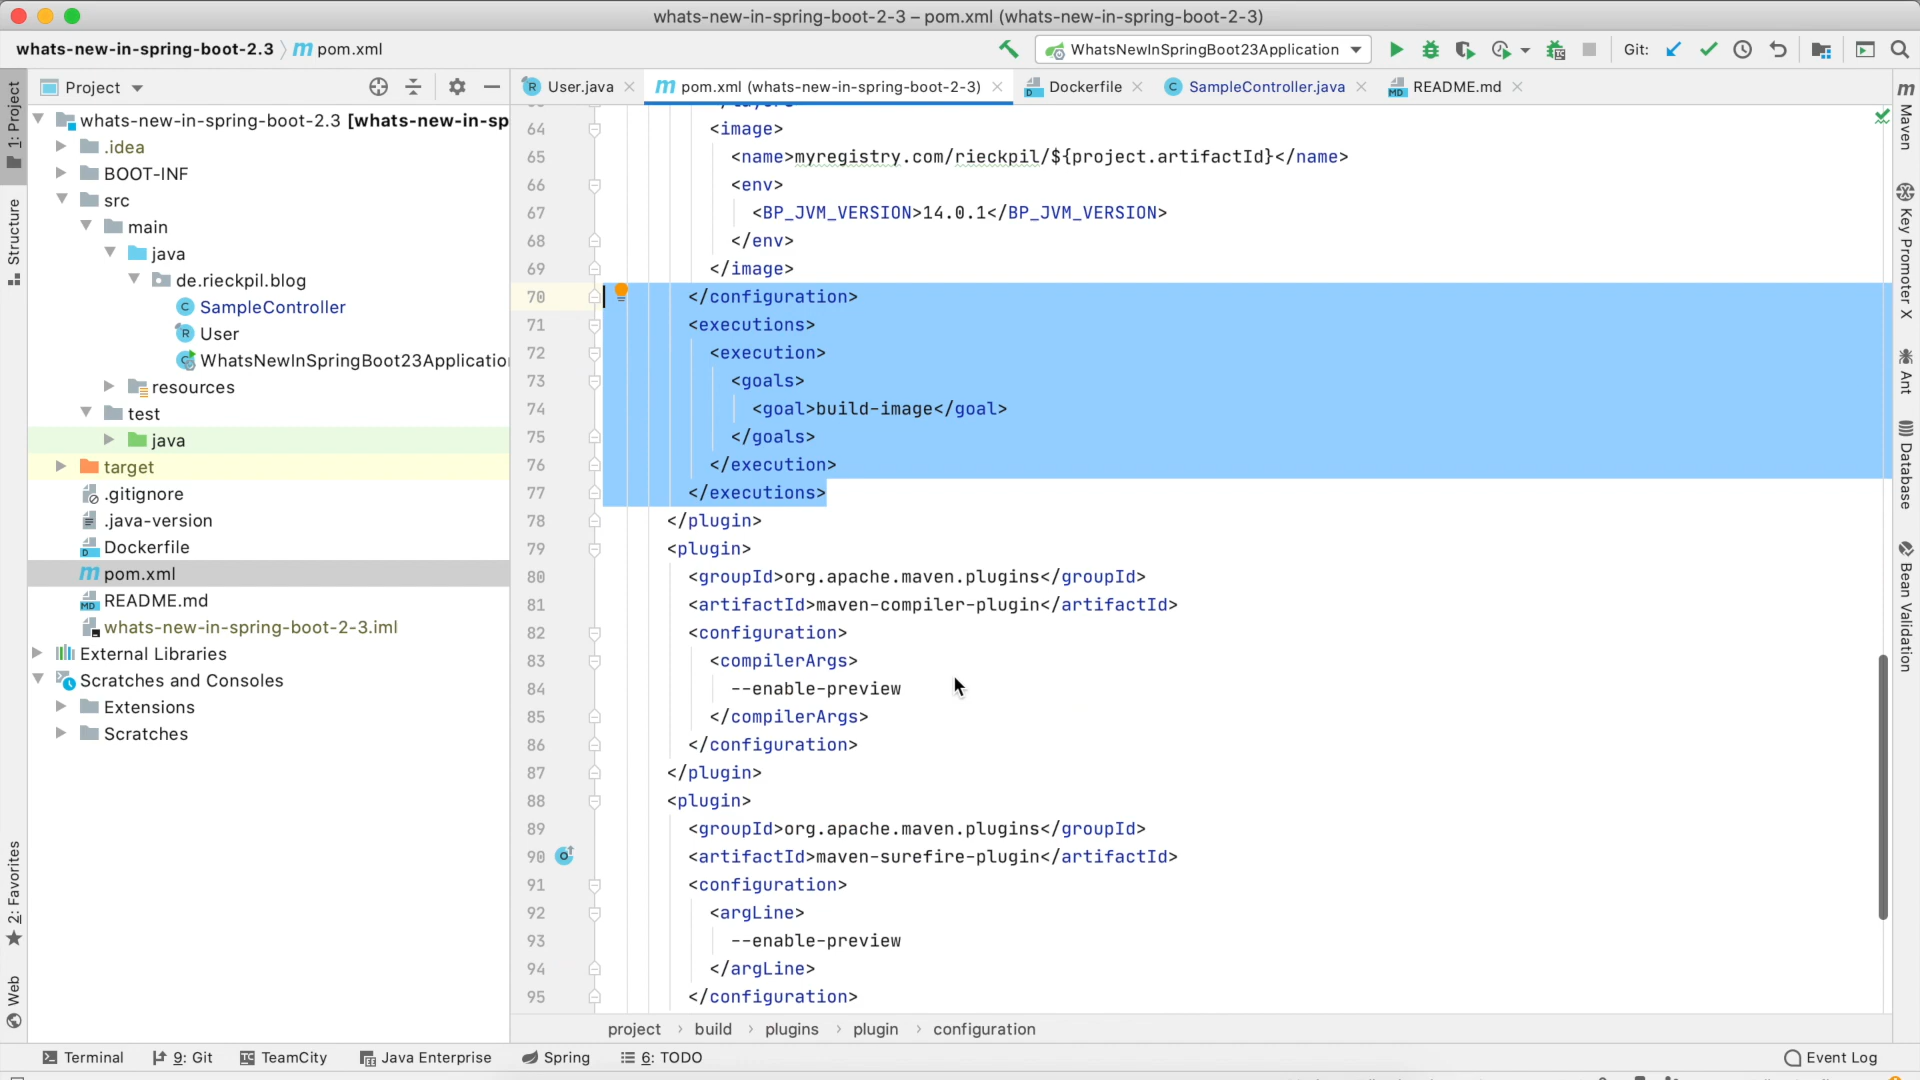 whats-new-in-spring-boot-2-3 – pom.xml (whats-new-in-spring-boot-2-3)
whats-new-in-spring-boot-2.3 pom.xml
WhatsNewInSpringBoot23Application
Git:
Project
User.java
pom.xml (whats-new-in-spring-boot-2-3)
Dockerfile
SampleController.java
README.md
1: Project
Structure
2: Favorites
Web
whats-new-in-spring-boot-2.3 [whats-new-in-sp
.idea
BOOT-INF
src
main
java
de.rieckpil.blog
SampleController
User
WhatsNewInSpringBoot23Applicatio
resources
test
java
target
.gitignore
.java-version
Dockerfile
pom.xml
README.md
whats-new-in-spring-boot-2-3.iml
External Libraries
Scratches and Consoles
Extensions
Scratches
64 <image>
65 <name>myregistry.com/rieckpil/${project.artifactId}</name>
66 <env>
67 <BP_JVM_VERSION>14.0.1</BP_JVM_VERSION>
68 </env>
69 </image>
70 </configuration>
71 <executions>
72 <execution>
73 <goals>
74 <goal>build-image</goal>
75 </goals>
76 </execution>
77 </executions>
78 </plugin>
79 <plugin>
80 <groupId>org.apache.maven.plugins</groupId>
81 <artifactId>maven-compiler-plugin</artifactId>
82 <configuration>
83 <compilerArgs>
84 --enable-preview
85 </compilerArgs>
86 </configuration>
87 </plugin>
88 <plugin>
89 <groupId>org.apache.maven.plugins</groupId>
90 <artifactId>maven-surefire-plugin</artifactId>
91 <configuration>
92 <argLine>
93 --enable-preview
94 </argLine>
95 </configuration>
project › build › plugins › plugin › configuration
Maven
Key Promoter X
Ant
Database
Bean Validation
Terminal
9: Git
TeamCity
Java Enterprise
Spring
6: TODO
Event Log